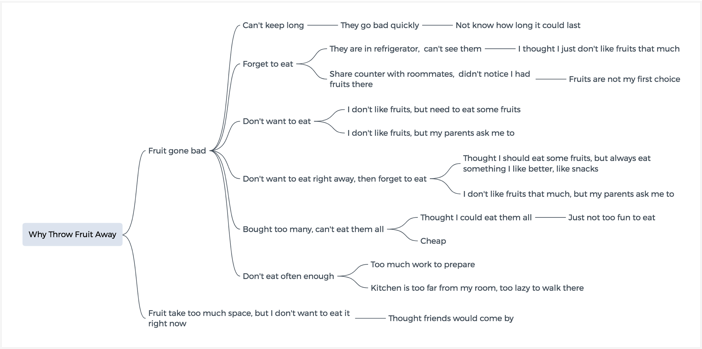 Why Throw Fruit Away
Fruit gone bad
Can't keep long
They go bad quickly
Not know how long it could last
Forget to eat
They are in refrigerator,  can't see them
I thought I just don't like fruits that much
Share counter with roommates,  didn't notice I had
fruits there
Fruits are not my first choice
Don't want to eat
I don't like fruits, but need to eat some fruits
I don't like fruits, but my parents ask me to
Don't want to eat right away, then forget to eat
Thought I should eat some fruits, but always eat
something I like better, like snacks
I don't like fruits that much, but my parents ask me to
Bought too many, can't eat them all
Thought I could eat them all
Just not too fun to eat
Cheap
Don't eat often enough
Too much work to prepare
Kitchen is too far from my room, too lazy to walk there
Fruit take too much space, but I don't want to eat it
right now
Thought friends would come by